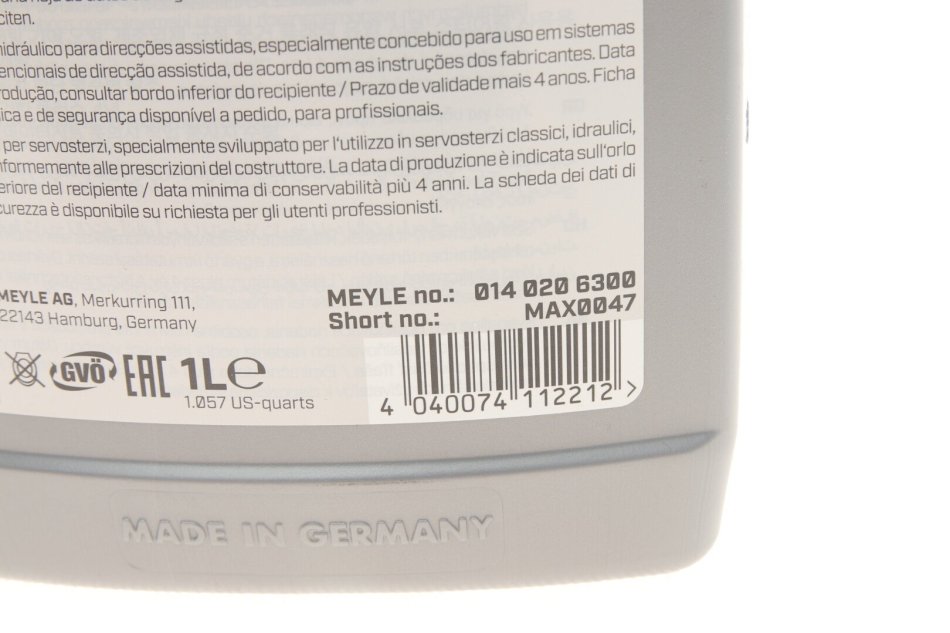 citen.
hidráulico para direcções assistidas, especialmente concebido para uso em sistemas
encionais de direcção assistida, de acordo com as instruções dos fabricantes. Data
rodução, consultar bordo inferior do recipiente / Prazo de validade mais 4 anos. Ficha
ica e de segurança disponível a pedido, para profissionais.
per servosterzi, specialmente sviluppato per l'utilizzo in servosterzi classici, idraulici,
nformemente alle prescrizioni del costruttore. La data di produzione è indicata sull'orlo
eriore del recipiente / data minima di conservabilità più 4 anni. La scheda dei dati di
curezza è disponibile su richiesta per gli utenti professionisti.
MEYLE AG, Merkurring 111,
22143 Hamburg, Germany
MEYLE no.: 014 020 6300
Short no.: MAX0047
GVÖ EAC 1L℮
1.057 US-quarts
4 040074 112212 >
MADE IN GERMANY